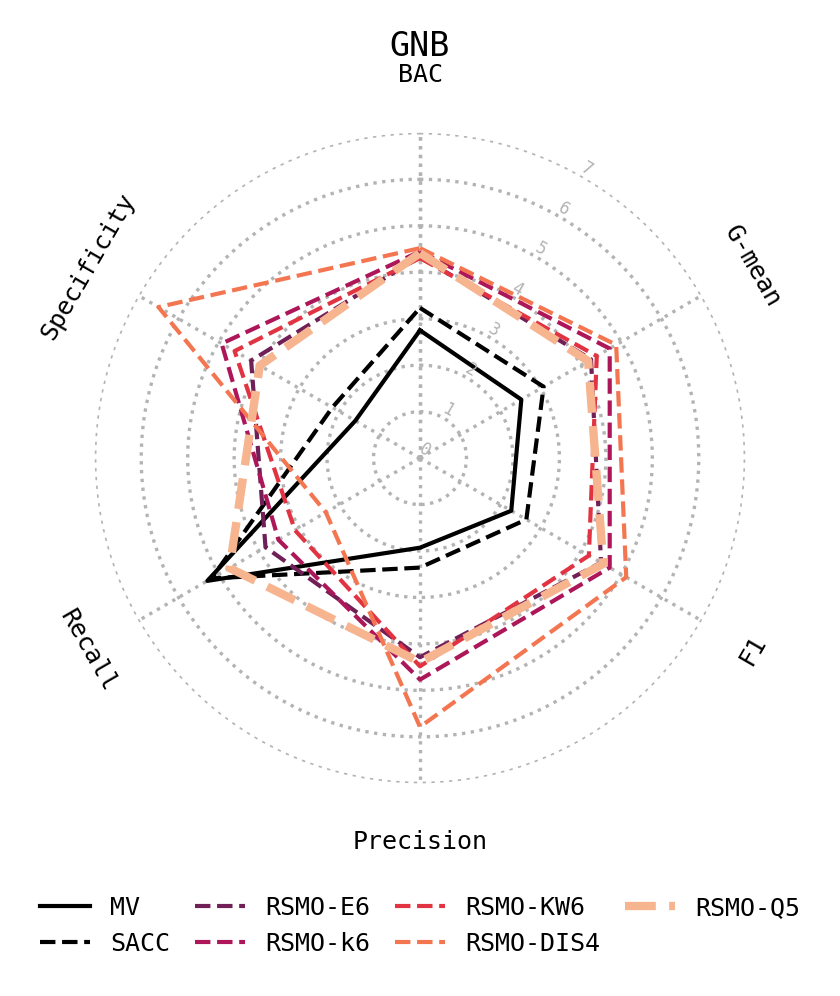 GNB
BAC
7
6
5
4
3
2
1
0
Specificity
G-mean
Recall
F1
Precision
MV
SACC
RSMO-E6
RSMO-k6
RSMO-KW6
RSMO-DIS4
RSMO-Q5